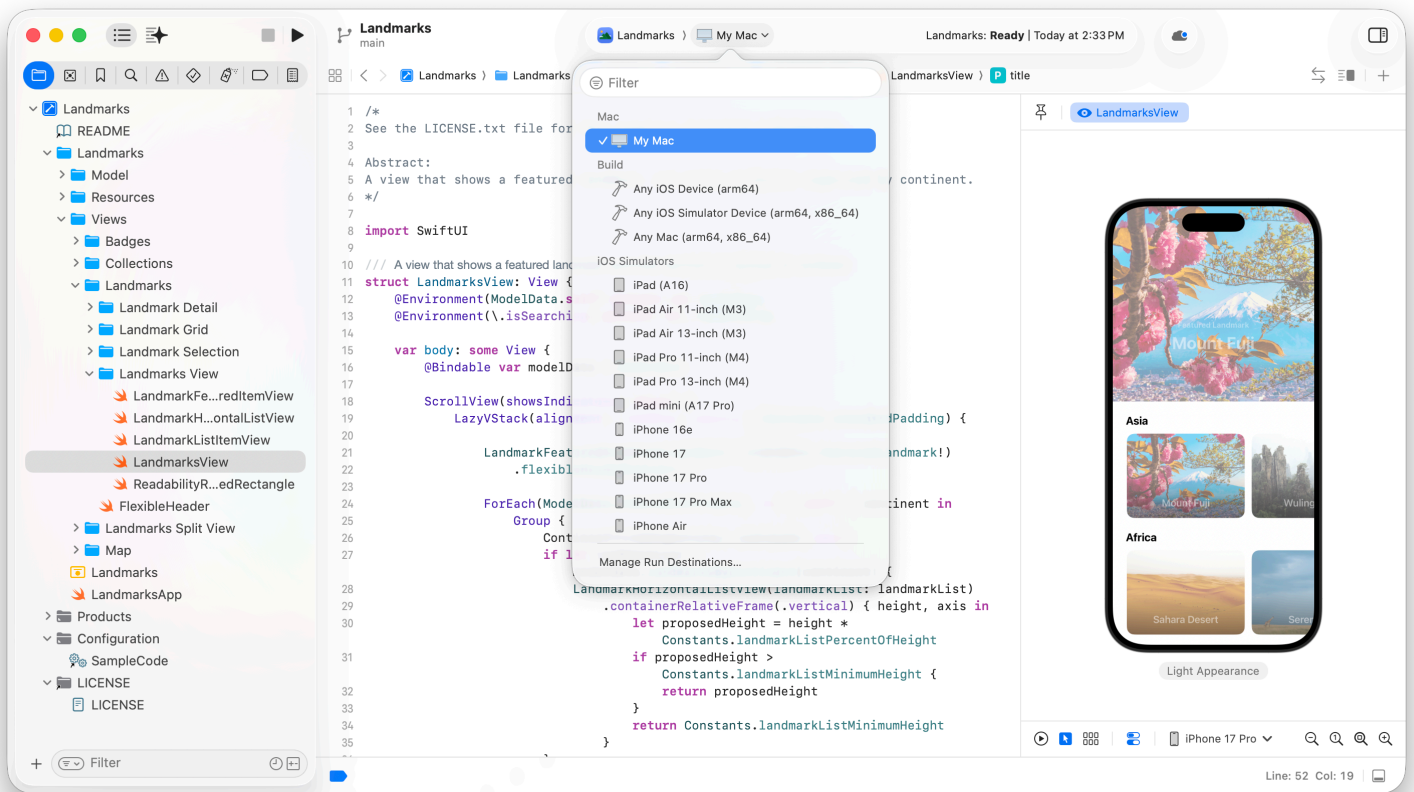 Landmarks
main
Landmarks
My Mac
Landmarks: Ready | Today at 2:33 PM
Landmarks
README
Landmarks
Model
Resources
Views
Badges
Collections
Landmarks
Landmark Detail
Landmark Grid
Landmark Selection
Landmarks View
LandmarkFe...redItemView
LandmarkH...ontalListView
LandmarkListItemView
LandmarksView
ReadabilityR...edRectangle
FlexibleHeader
Landmarks Split View
Map
Landmarks
LandmarksApp
Products
Configuration
SampleCode
LICENSE
LICENSE
Filter
Landmarks
Landmarks
LandmarksView
P title
1 /*
2 See the LICENSE.txt file for
3
4 Abstract:
5 A view that shows a featured by continent.
6 */
7
8 import SwiftUI
9
10 /// A view that shows a featured
11 struct LandmarksView: View {
12 @Environment(ModelData.s
13 @Environment(\.isSearchi
14
15 var body: some View {
16 @Bindable var modelD
17
18 ScrollView(showsIndi
19 LazyVStack(alignm dPadding) {
20
21 LandmarkFeat andmark!)
22 .flexibl
23
24 ForEach(Mode tinent in
25 Group {
26 Cont
27 if l
{
28 LandmarkHorizontalListView(landmarkList: landmarkList)
29 .containerRelativeFrame(.vertical) { height, axis in
30 let proposedHeight = height *
Constants.landmarkListPercentOfHeight
31 if proposedHeight >
Constants.landmarkListMinimumHeight {
32 return proposedHeight
33 }
34 return Constants.landmarkListMinimumHeight
35 }
Filter
Mac
My Mac
Build
Any iOS Device (arm64)
Any iOS Simulator Device (arm64, x86_64)
Any Mac (arm64, x86_64)
iOS Simulators
iPad (A16)
iPad Air 11-inch (M3)
iPad Air 13-inch (M3)
iPad Pro 11-inch (M4)
iPad Pro 13-inch (M4)
iPad mini (A17 Pro)
iPhone 16e
iPhone 17
iPhone 17 Pro
iPhone 17 Pro Max
iPhone Air
Manage Run Destinations...
LandmarksView
Featured Landmark
Mount Fuji
Asia
Mount Fuji
Wuling
Africa
Sahara Desert
Seren
Light Appearance
iPhone 17 Pro
Line: 52 Col: 19